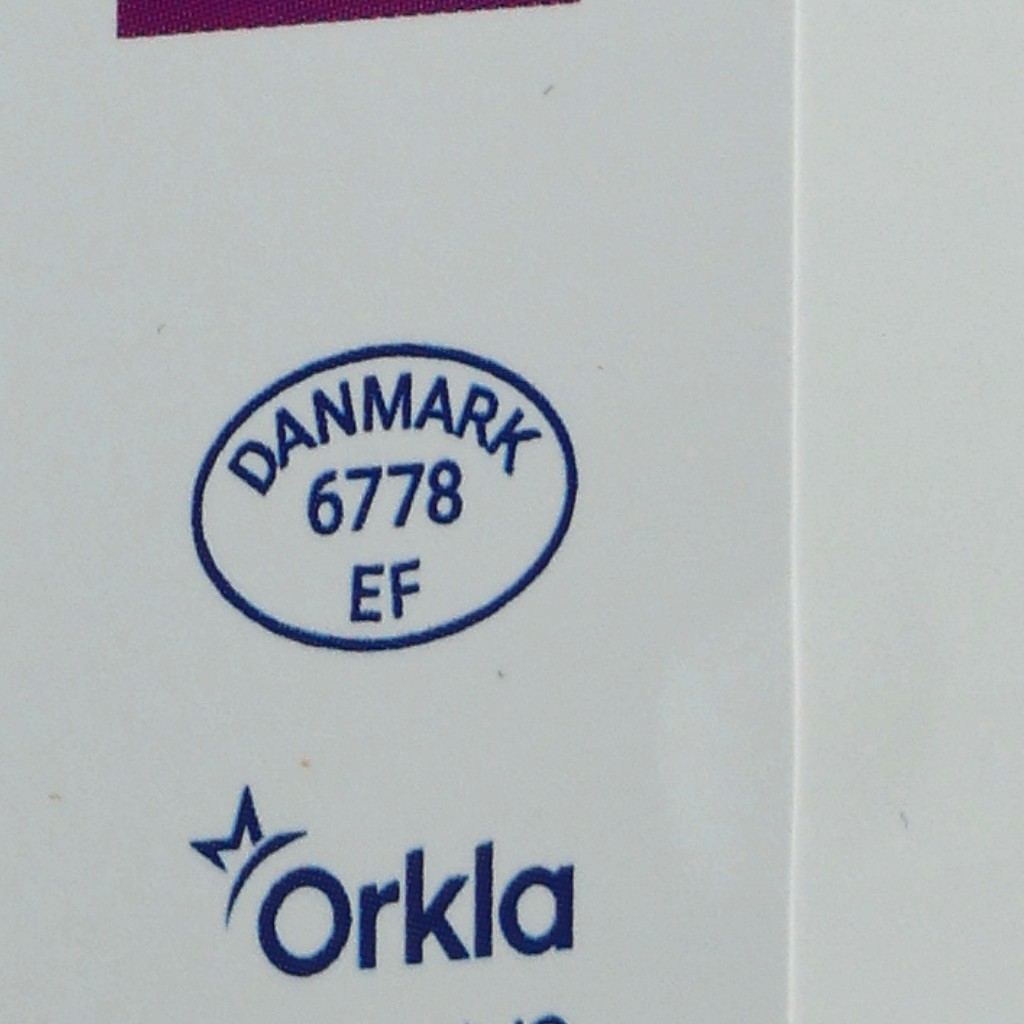 DANMARK
6778
EF
Orkla